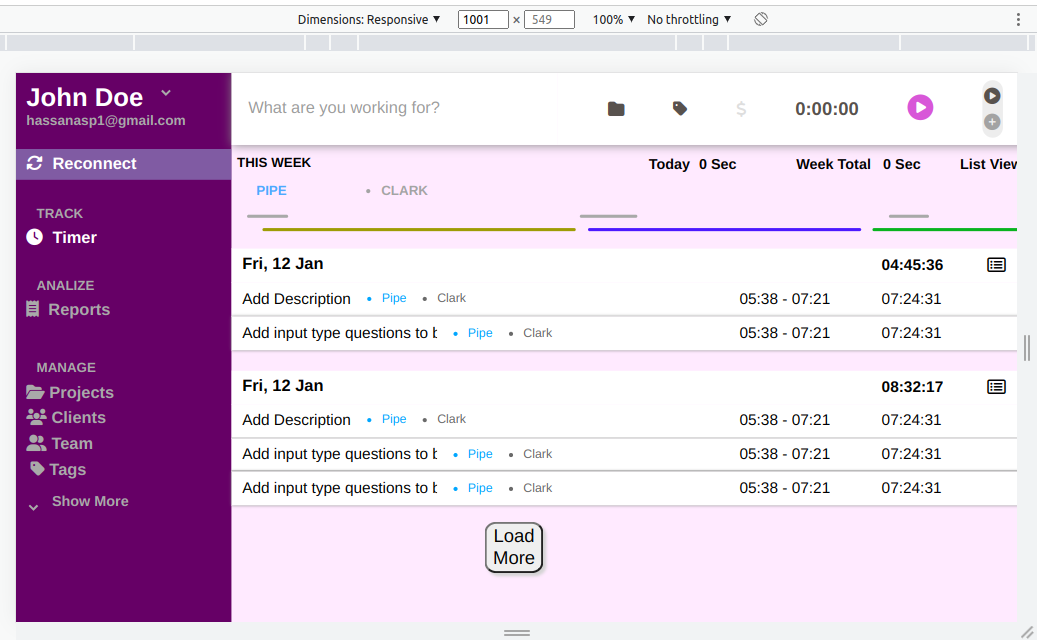 Dimensions: Responsive ▼ 1001 × 549 100% ▼ No throttling ▼
John Doe
hassanasp1@gmail.com
Reconnect
TRACK
Timer
ANALIZE
Reports
MANAGE
Projects
Clients
Team
Tags
Show More
What are you working for? $ 0:00:00
THIS WEEK Today 0 Sec Week Total 0 Sec List View
PIPE • CLARK
Fri, 12 Jan 04:45:36
Add Description • Pipe • Clark 05:38 - 07:21 07:24:31
Add input type questions to b • Pipe • Clark 05:38 - 07:21 07:24:31
Fri, 12 Jan 08:32:17
Add Description • Pipe • Clark 05:38 - 07:21 07:24:31
Add input type questions to b • Pipe • Clark 05:38 - 07:21 07:24:31
Add input type questions to b • Pipe • Clark 05:38 - 07:21 07:24:31
Load
More